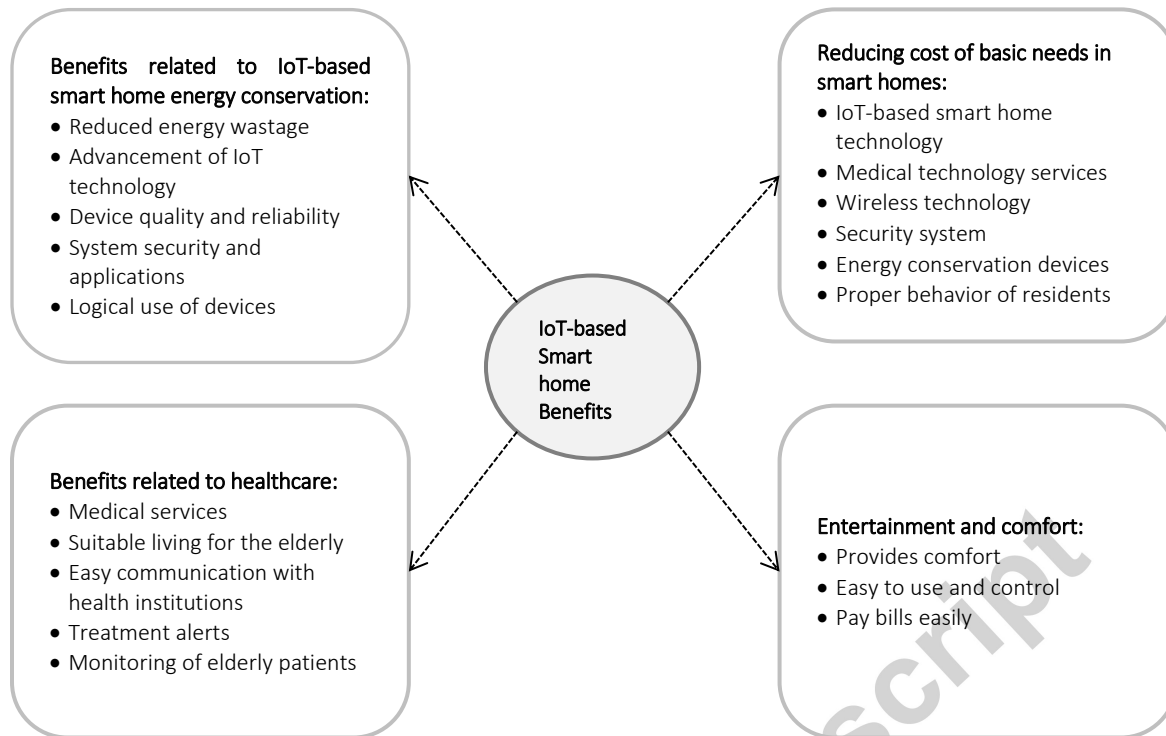 Benefits related to IoT-based
smart home energy conservation:
• Reduced energy wastage
• Advancement of IoT
technology
• Device quality and reliability
• System security and
applications
• Logical use of devices
Reducing cost of basic needs in
smart homes:
• IoT-based smart home
technology
• Medical technology services
• Wireless technology
• Security system
• Energy conservation devices
• Proper behavior of residents
IoT-based
Smart
home
Benefits
Benefits related to healthcare:
• Medical services
• Suitable living for the elderly
• Easy communication with
health institutions
• Treatment alerts
• Monitoring of elderly patients
Entertainment and comfort:
• Provides comfort
• Easy to use and control
• Pay bills easily
script